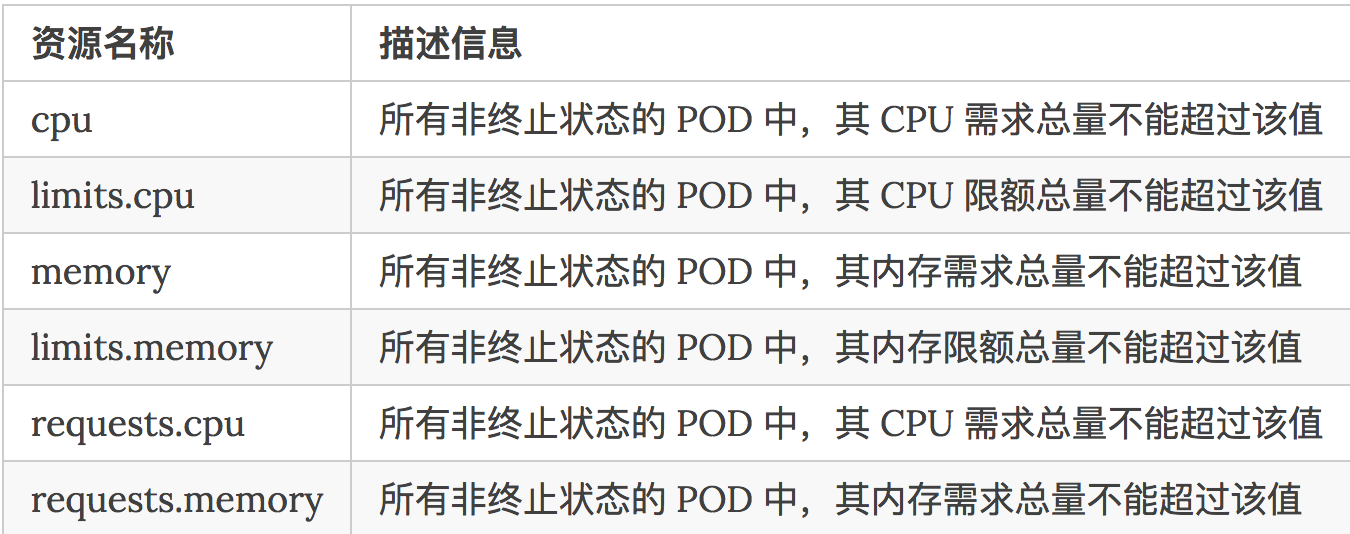 资源名称 描述信息
cpu 所有非终止状态的 POD 中，其 CPU 需求总量不能超过该值
limits.cpu 所有非终止状态的 POD 中，其 CPU 限额总量不能超过该值
memory 所有非终止状态的 POD 中，其内存需求总量不能超过该值
limits.memory 所有非终止状态的 POD 中，其内存限额总量不能超过该值
requests.cpu 所有非终止状态的 POD 中，其 CPU 需求总量不能超过该值
requests.memory 所有非终止状态的 POD 中，其内存需求总量不能超过该值